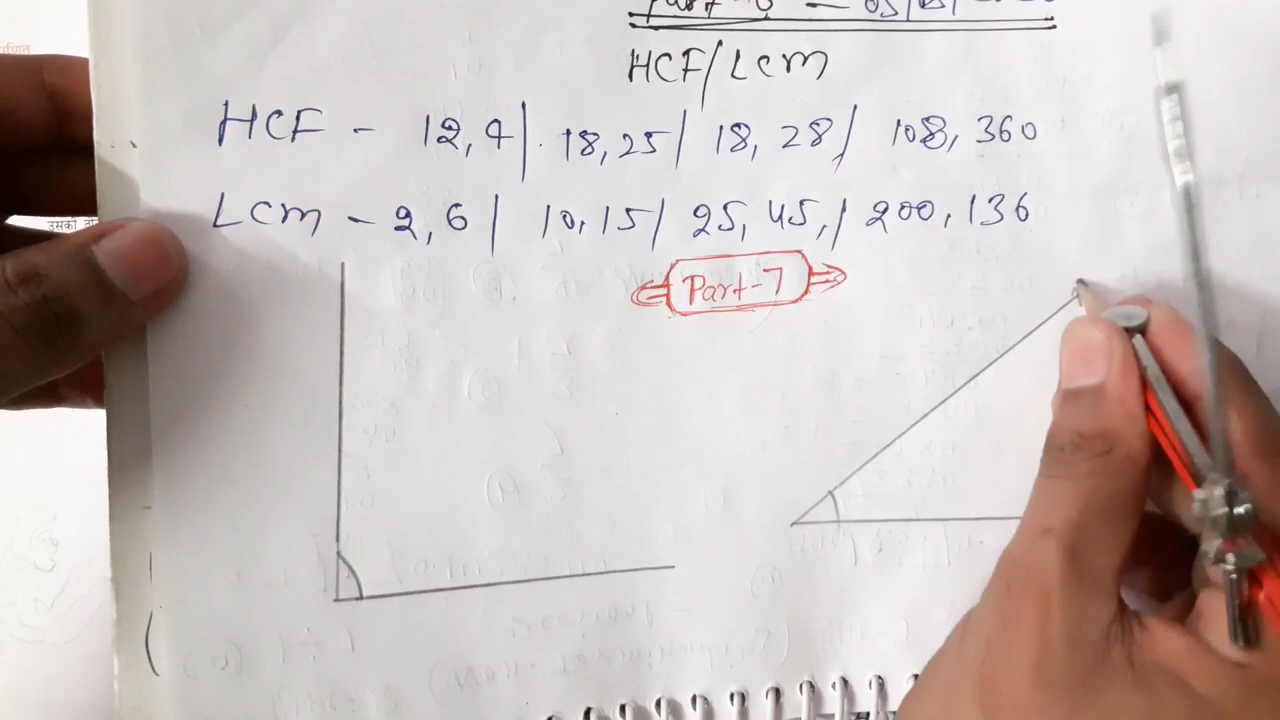 HCF/Lcm
HCF - 12, 4 | 18, 25 / 18, 28 / 108, 360
Lcm - 2, 6 | 10, 15 / 25, 45, / 200, 136
Part-7